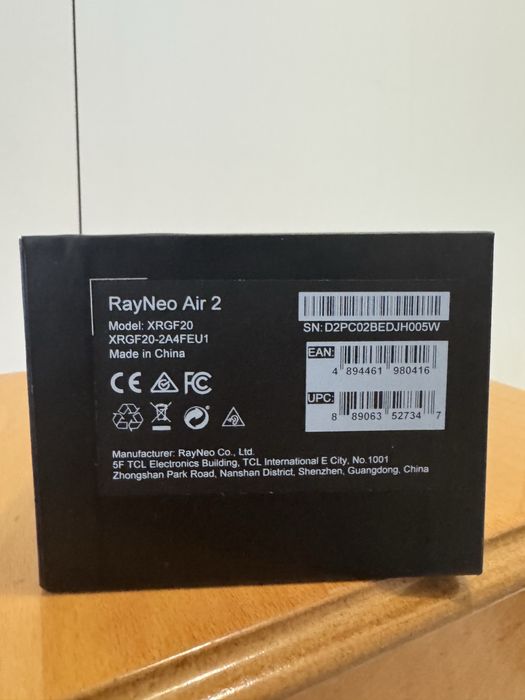 RayNeo Air 2
Model: XRGF20
XRGF20-2A4FEU1
Made in China
CE FC
SN: D2PC02BEDJH005W
EAN:
4 894461 980416
UPC:
8 89063 52734 7
Manufacturer: RayNeo Co., Ltd.
5F TCL Electronics Building, TCL International E City, No.1001
Zhongshan Park Road, Nanshan District, Shenzhen, Guangdong, China